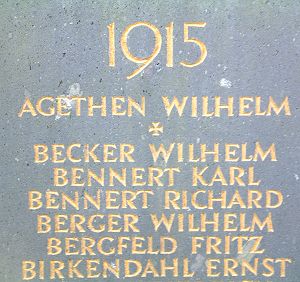 1915
AGETHEN WILHELM
BECKER WILHELM
BENNERT KARL
BENNERT RICHARD
BERGER WILHELM
BERGFELD FRITZ
BIRKENDAHL ERNST